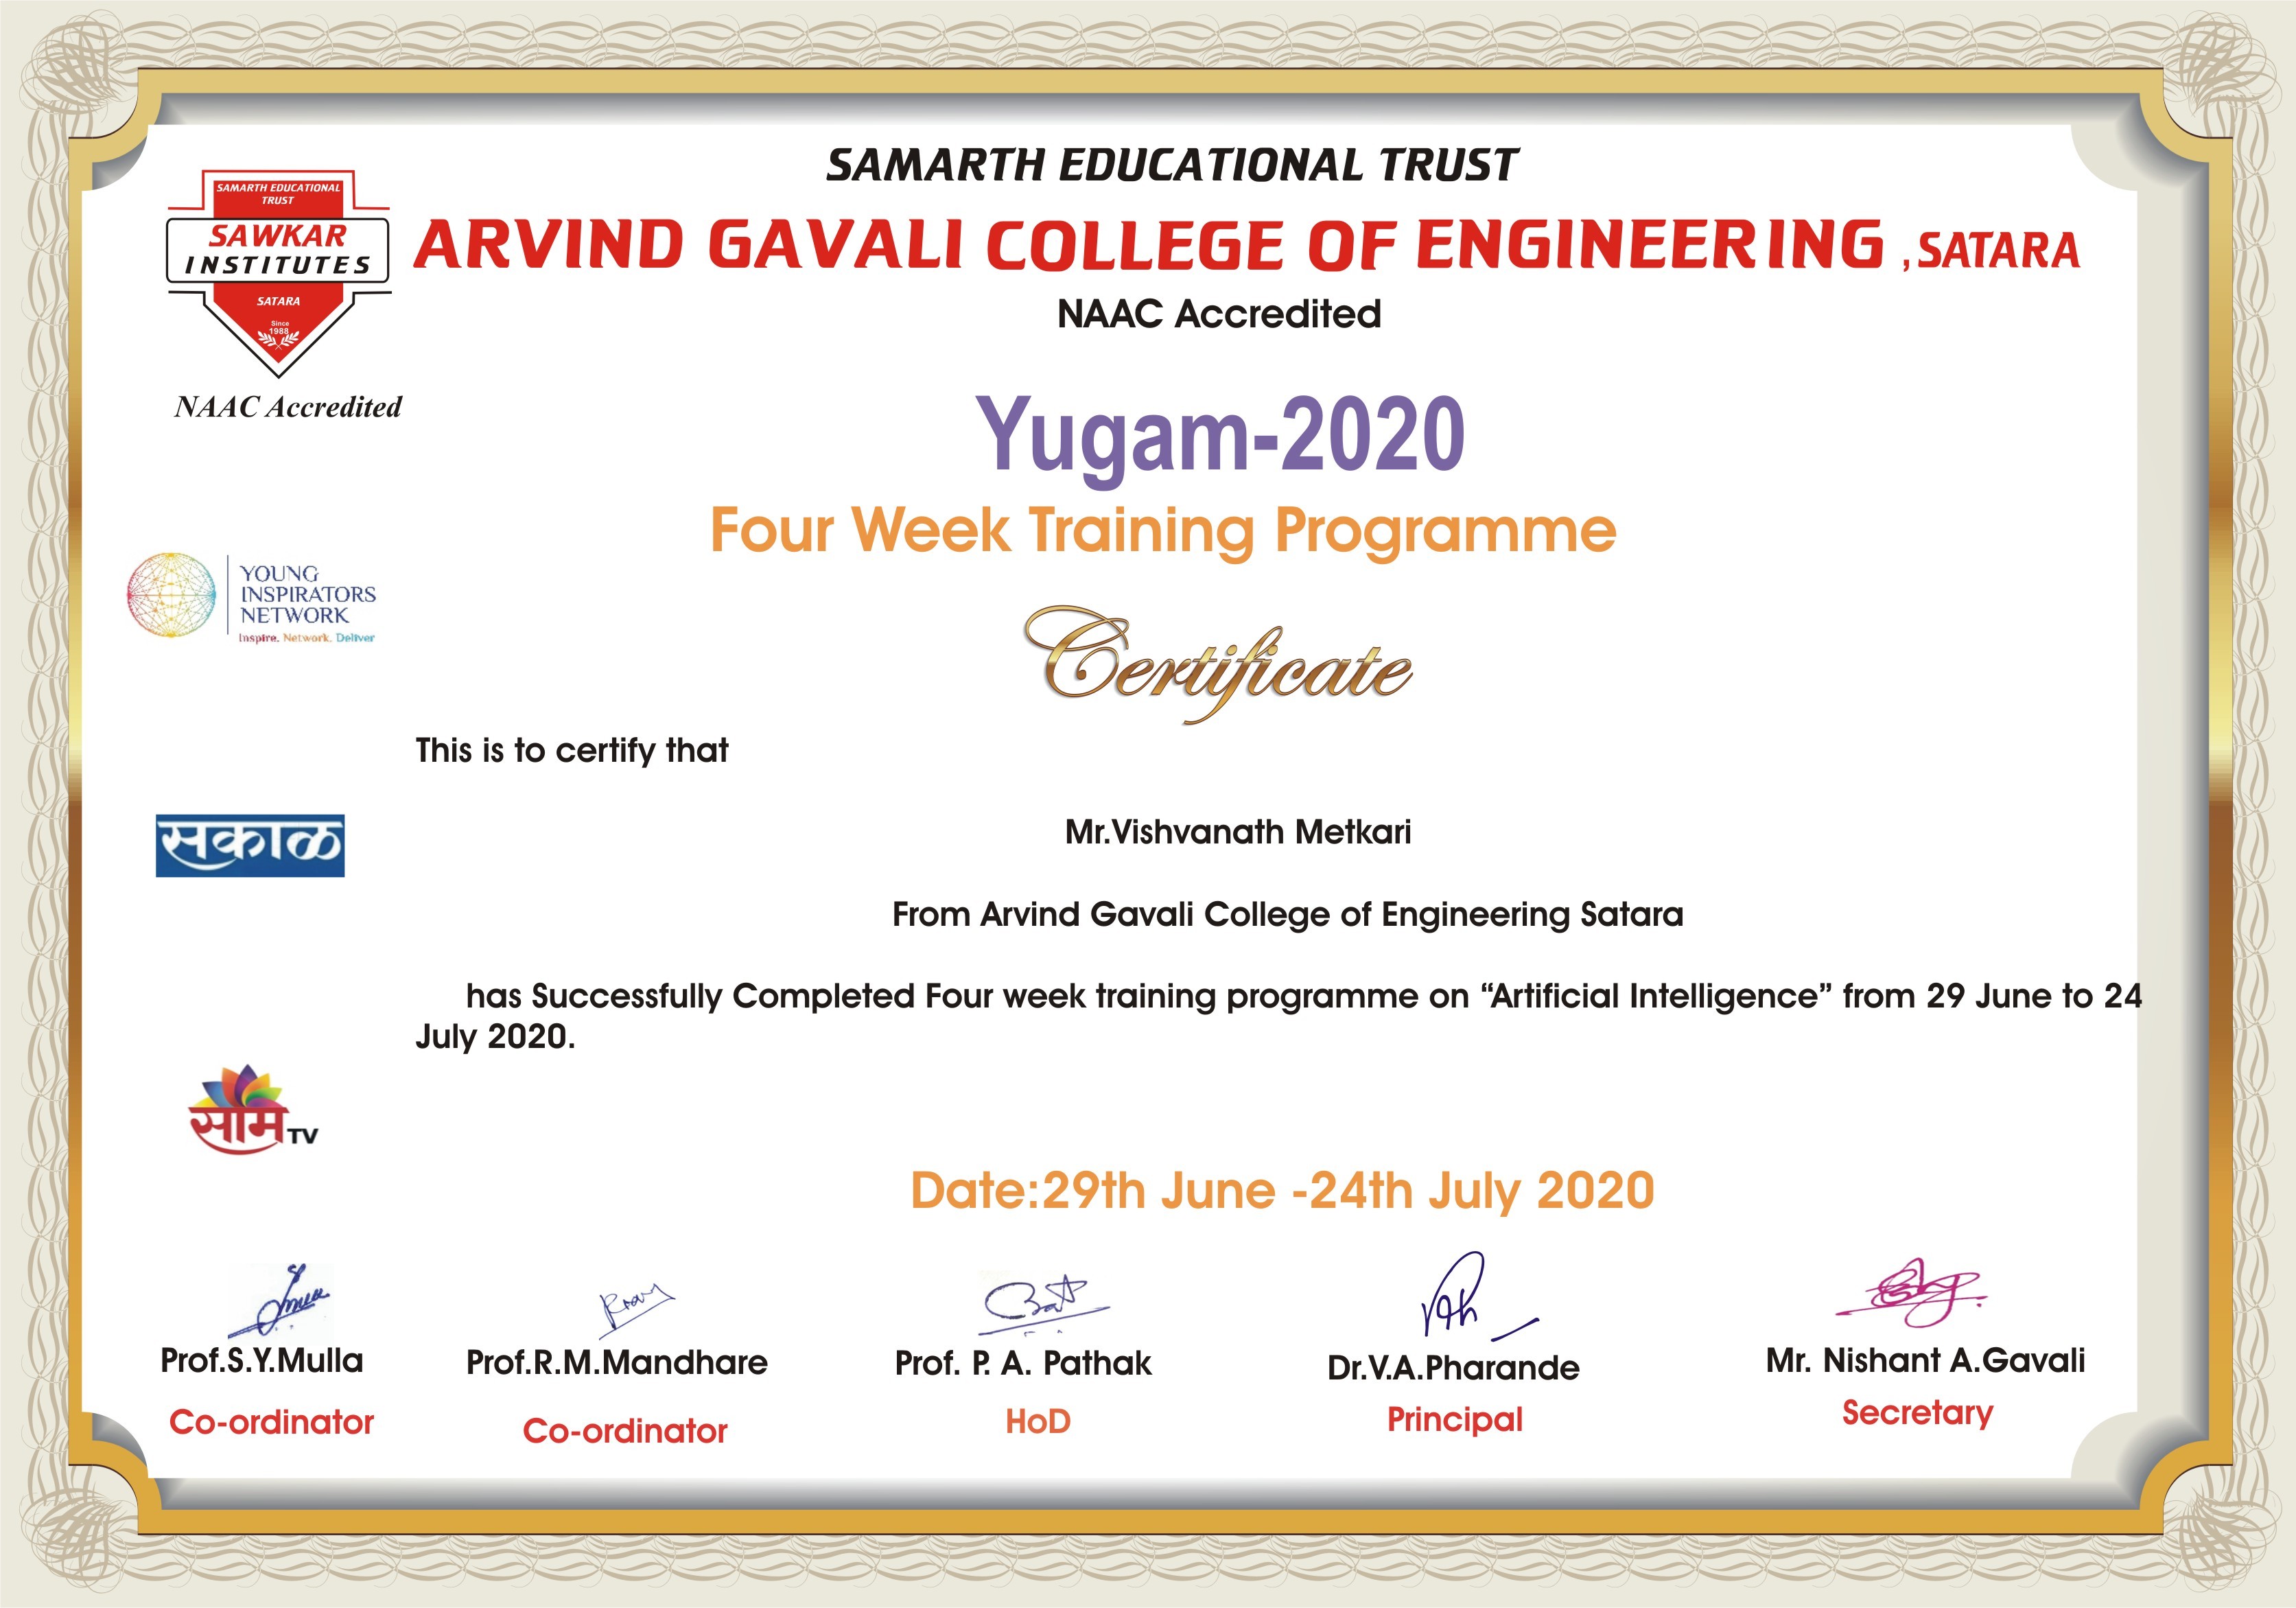 SAMARTH EDUCATIONAL TRUST
ARVIND GAVALI COLLEGE OF ENGINEERING , SATARA
NAAC Accredited
SAMARTH EDUCATIONAL
TRUST
SAWKAR
INSTITUTES
SATARA
Since
1988
NAAC Accredited
Yugam-2020
Four Week Training Programme
YOUNG
INSPIRATORS
NETWORK
Inspire. Network. Deliver
Certificate
This is to certify that
Mr.Vishvanath Metkari
सकाळ
From Arvind Gavali College of Engineering Satara
has Successfully Completed Four week training programme on “Artificial Intelligence” from 29 June to 24
July 2020.
साम TV
Date:29th June -24th July 2020
Prof.S.Y.Mulla
Prof.R.M.Mandhare
Prof. P. A. Pathak
Dr.V.A.Pharande
Mr. Nishant A.Gavali
Co-ordinator
Co-ordinator
HoD
Principal
Secretary